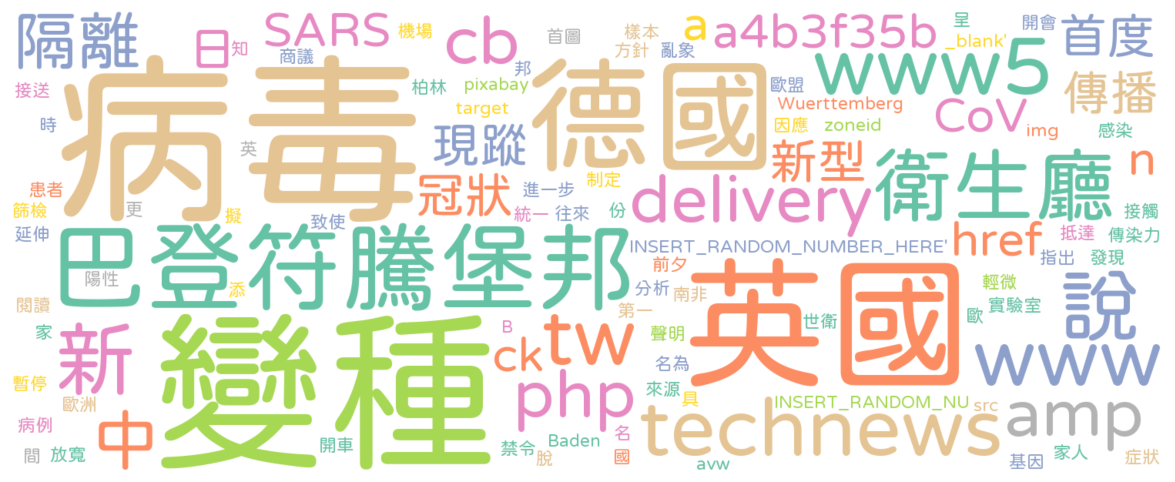 隔離
日
知
SARS
商議
機場
cb
首圖
邦
樣本
方針
亂象
a
a4b3f35b
_blank'
呈
開會
首度
接送
時
病毒
柏林
pixabay
target
德國
歐盟
www5
傳播
Wuerttemberg
因應
zoneid
CoV
img
感染
英
現蹤
新型
衛生廳
n
患者
篩檢
延伸
更
擬
冠狀
進一步
致使
統一
往來
制定
份
delivery
接觸
抵達
傳染力
巴登符騰堡邦
INSERT_RANDOM_NUMBER_HERE'
href
指出
發現
陽性
添
前夕
分析
南非
第一
英國
輕微
實驗室
歐
說
閱讀
家
新
變種
B
ck
tw
聲明
世衛
名為
www
暫停
歐洲
php
來源
具
INSERT_RANDOM_NU
src
amp
病例
中
間
放寬
開車
禁令
Baden
脫
名
國
technews
avw
基因
家人
症狀